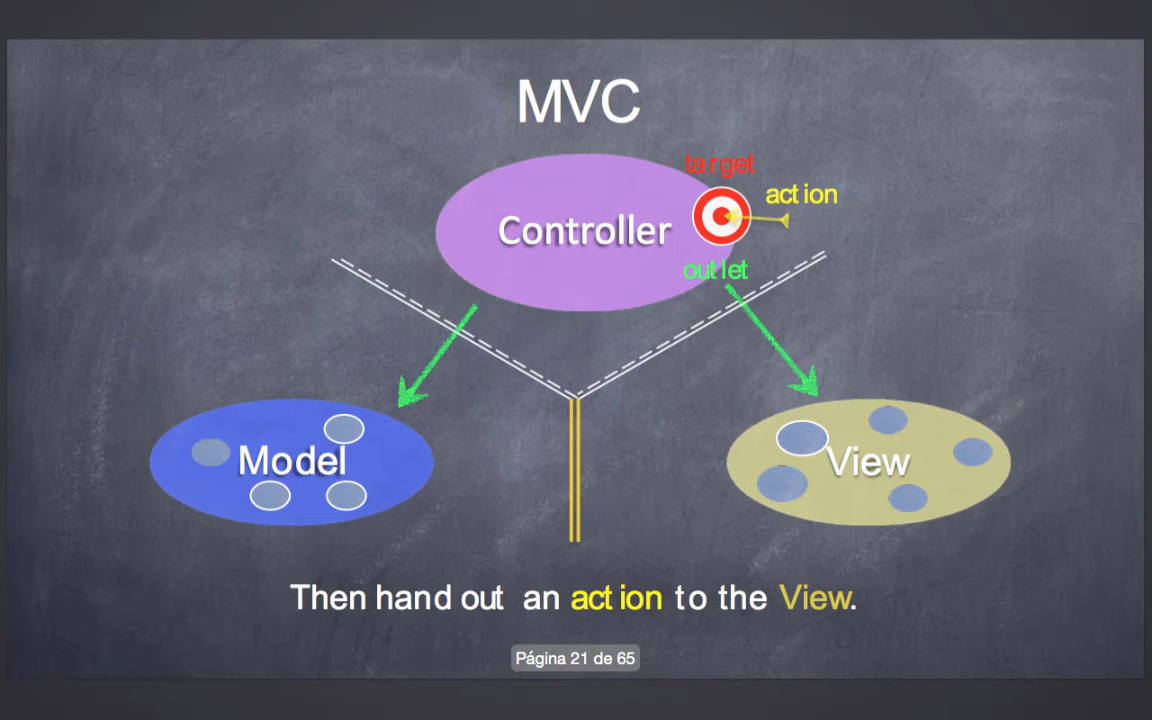 MVC
target
action
Controller
outlet
Model
View
Then hand out an action to the View.
Página 21 de 65